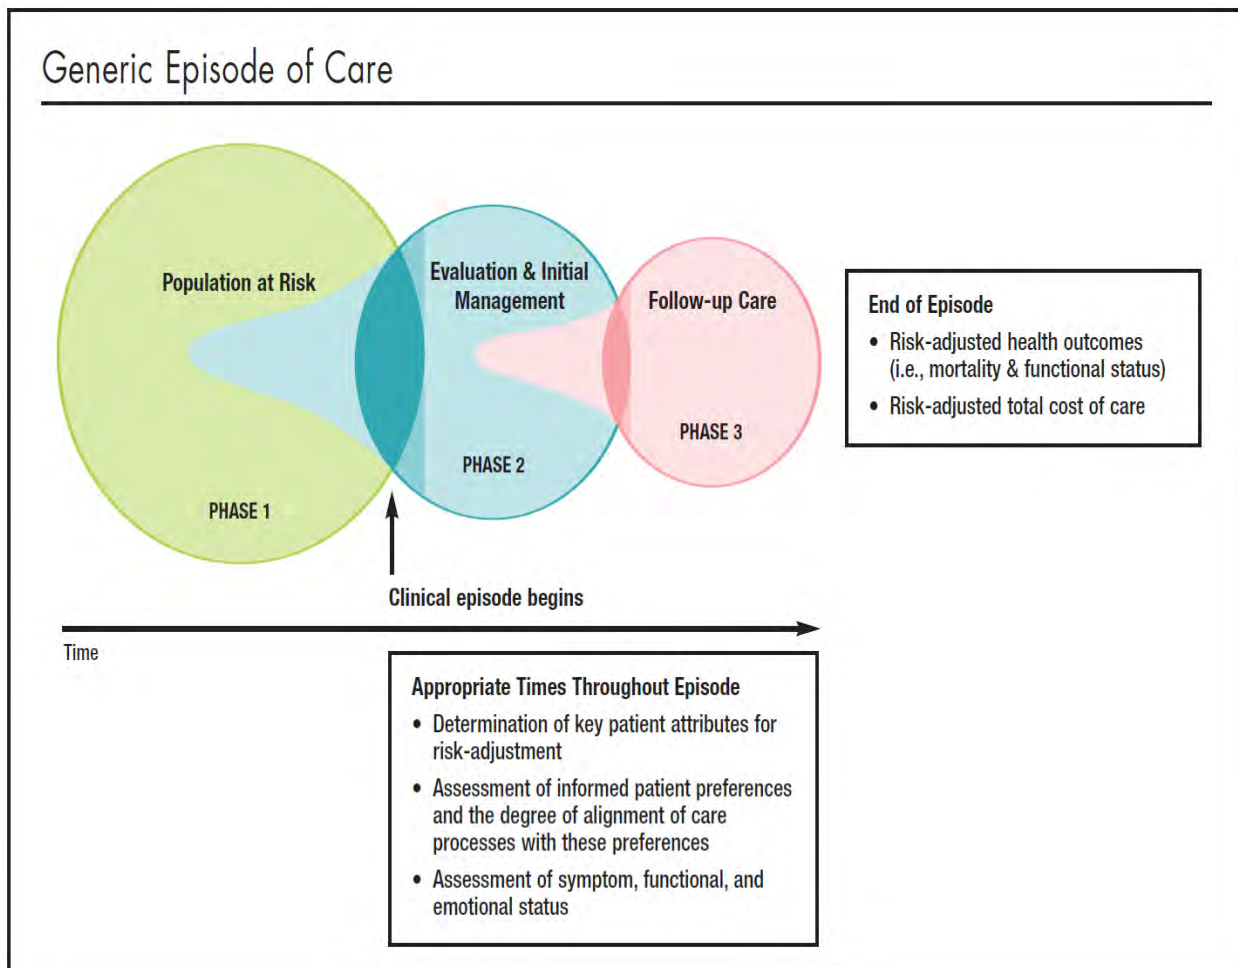 Generic Episode of Care
Population at Risk
PHASE 1
Evaluation & Initial
Management
PHASE 2
Follow-up Care
PHASE 3
End of Episode
• Risk-adjusted health outcomes
(i.e., mortality & functional status)
• Risk-adjusted total cost of care
Clinical episode begins
Time
Appropriate Times Throughout Episode
• Determination of key patient attributes for
risk-adjustment
• Assessment of informed patient preferences
and the degree of alignment of care
processes with these preferences
• Assessment of symptom, functional, and
emotional status